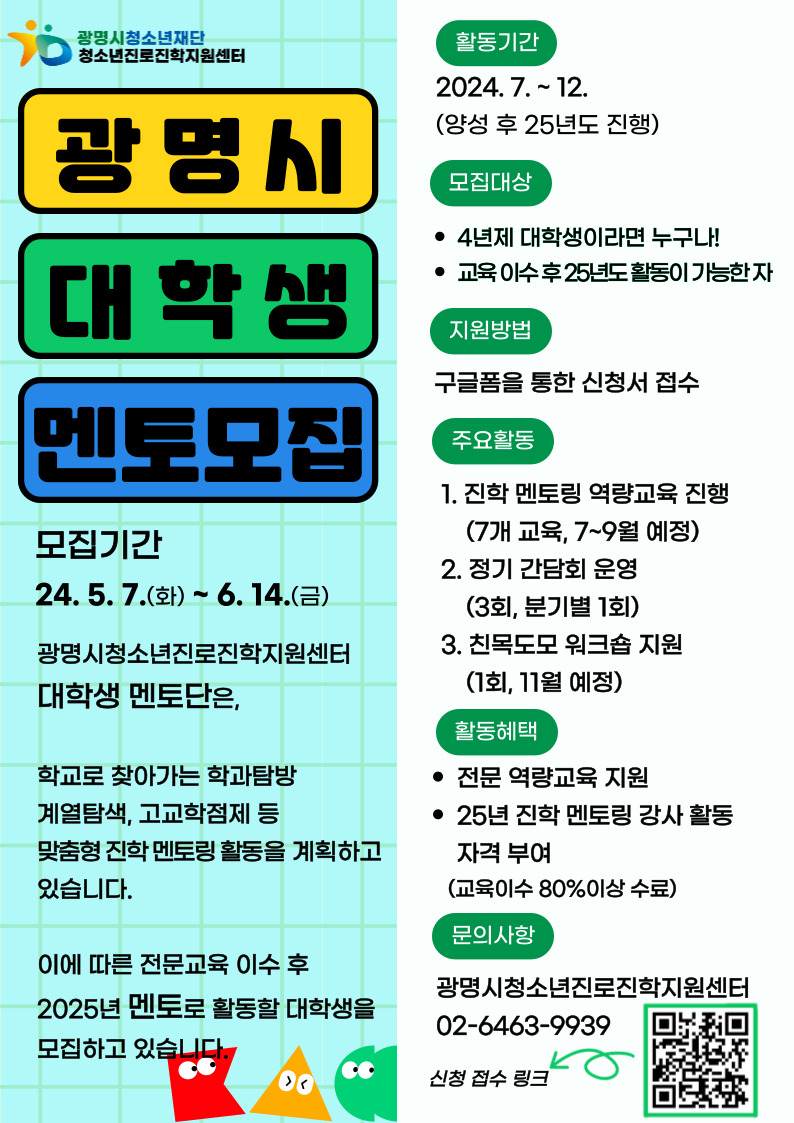 광명시청소년재단
청소년진로진학지원센터
광명시
대학생
멘토모집
모집기간
24. 5. 7.(화) ~ 6. 14.(금)
광명시청소년진로진학지원센터
대학생 멘토단은,
학교로 찾아가는 학과탐방
계열탐색, 고교학점제 등
맞춤형 진학 멘토링 활동을 계획하고
있습니다.
이에 따른 전문교육 이수 후
2025년 멘토로 활동할 대학생을
모집하고 있습니다.
활동기간
2024. 7. ~ 12.
(양성 후 25년도 진행)
모집대상
• 4년제 대학생이라면 누구나!
• 교육 이수 후 25년도 활동이 가능한 자
지원방법
구글폼을 통한 신청서 접수
주요활동
1. 진학 멘토링 역량교육 진행
(7개 교육, 7~9월 예정)
2. 정기 간담회 운영
(3회, 분기별 1회)
3. 친목도모 워크숍 지원
(1회, 11월 예정)
활동혜택
• 전문 역량교육 지원
• 25년 진학 멘토링 강사 활동
자격 부여
(교육이수 80%이상 수료)
문의사항
광명시청소년진로진학지원센터
02-6463-9939
신청 접수 링크